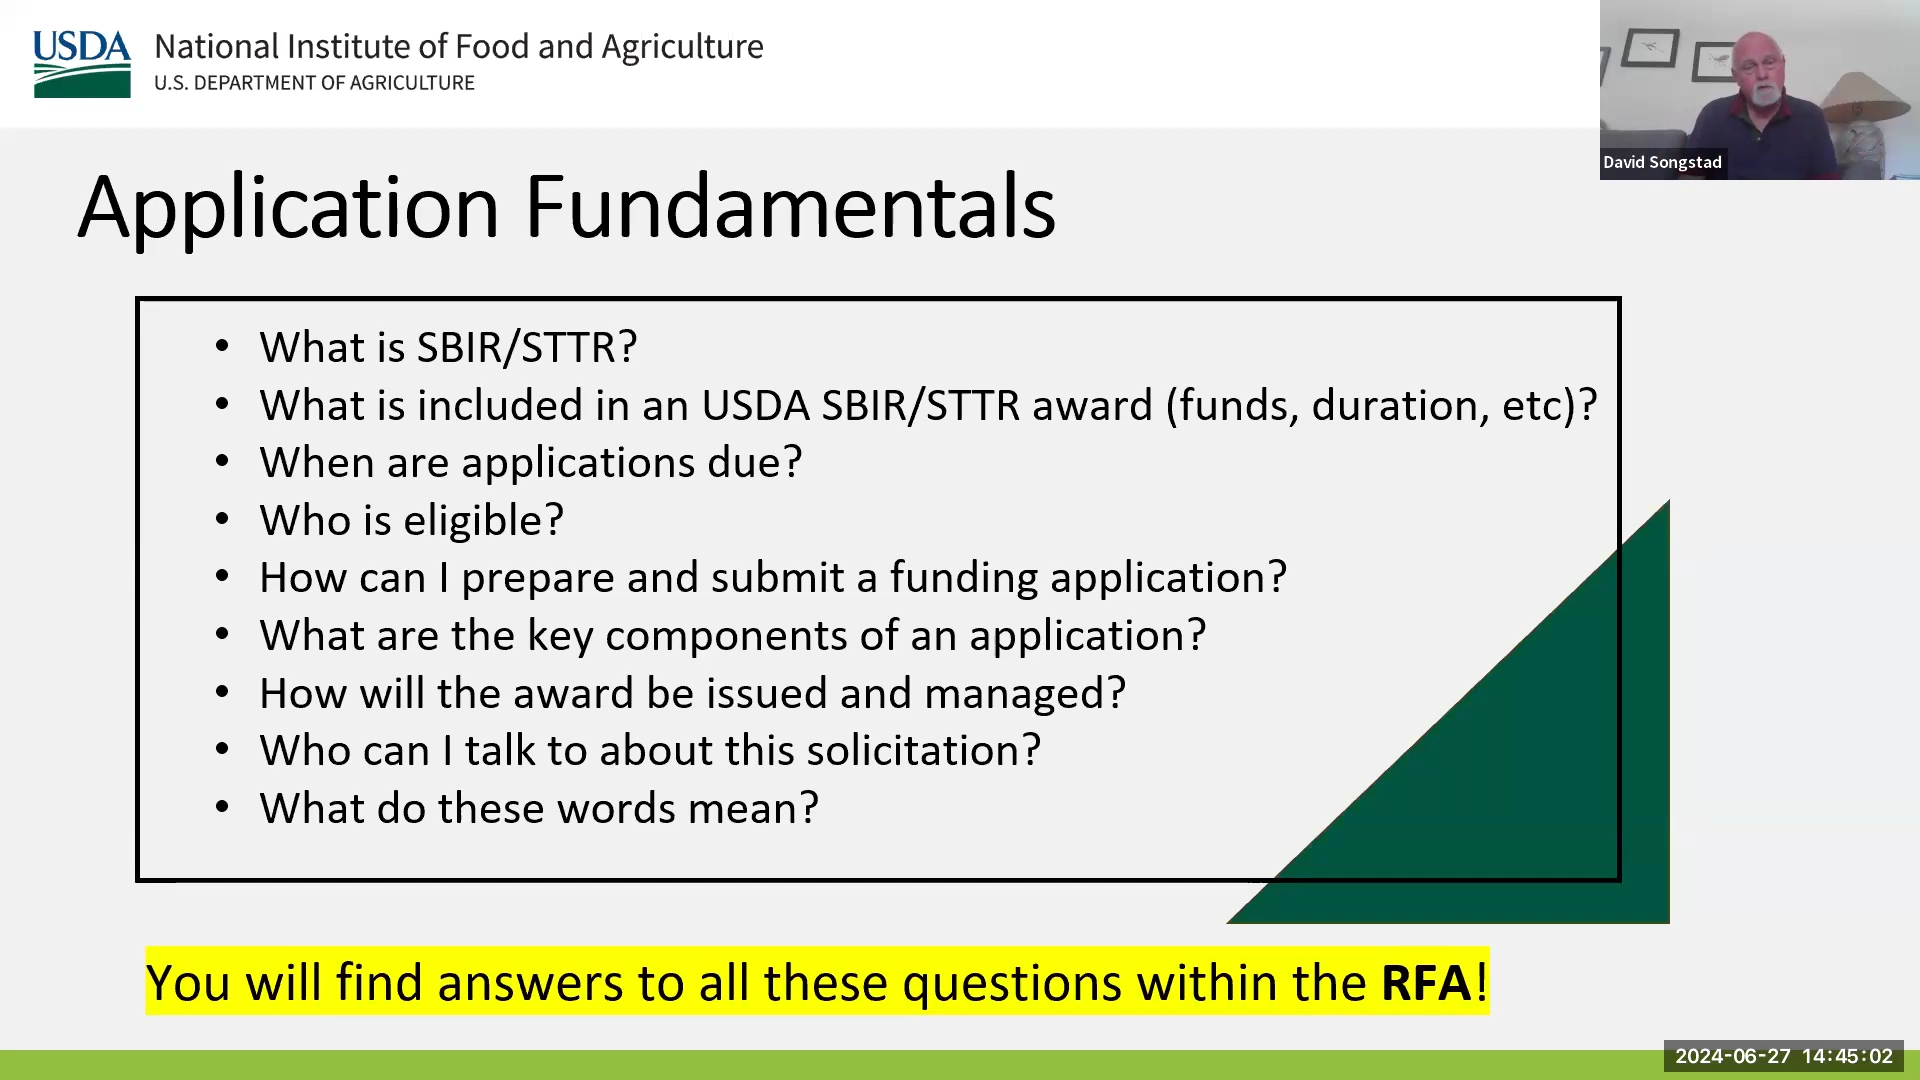 USDA
National Institute of Food and Agriculture
U.S. DEPARTMENT OF AGRICULTURE
David Songstad
Application Fundamentals
• What is SBIR/STTR?
• What is included in an USDA SBIR/STTR award (funds, duration, etc)?
• When are applications due?
• Who is eligible?
• How can I prepare and submit a funding application?
• What are the key components of an application?
• How will the award be issued and managed?
• Who can I talk to about this solicitation?
• What do these words mean?
You will find answers to all these questions within the RFA!
2024-06-27 14:45:02